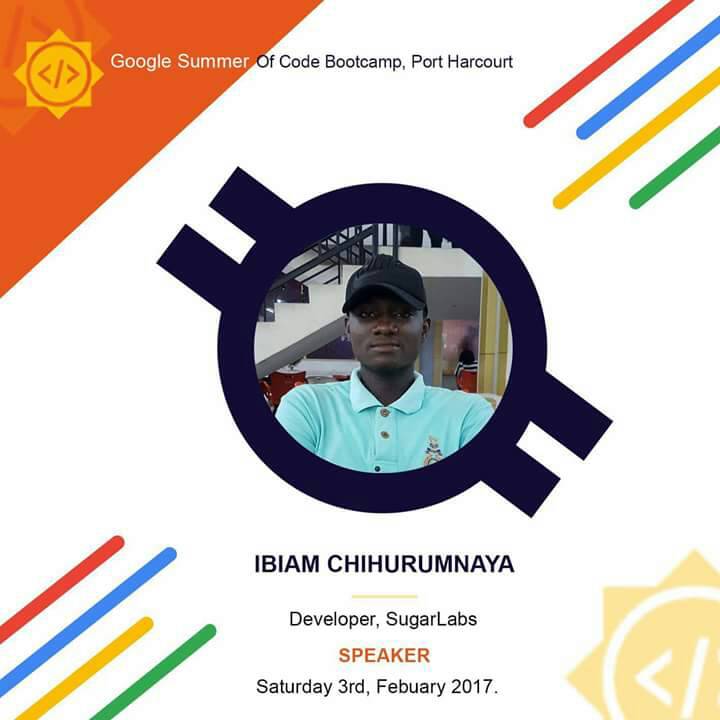 </>
Google Summer Of Code Bootcamp, Port Harcourt
IBIAM CHIHURUMNAYA
Developer, SugarLabs
SPEAKER
Saturday 3rd, Febuary 2017.
</>